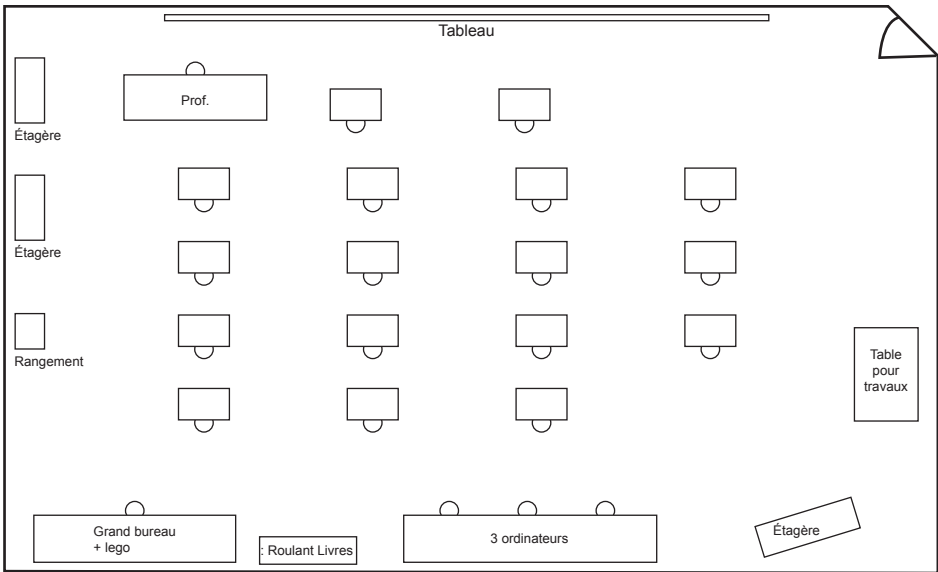 Tableau
Prof.
Étagère
Étagère
Rangement
Table
pour
travaux
Grand bureau
+ lego
: Roulant Livres
3 ordinateurs
Étagère